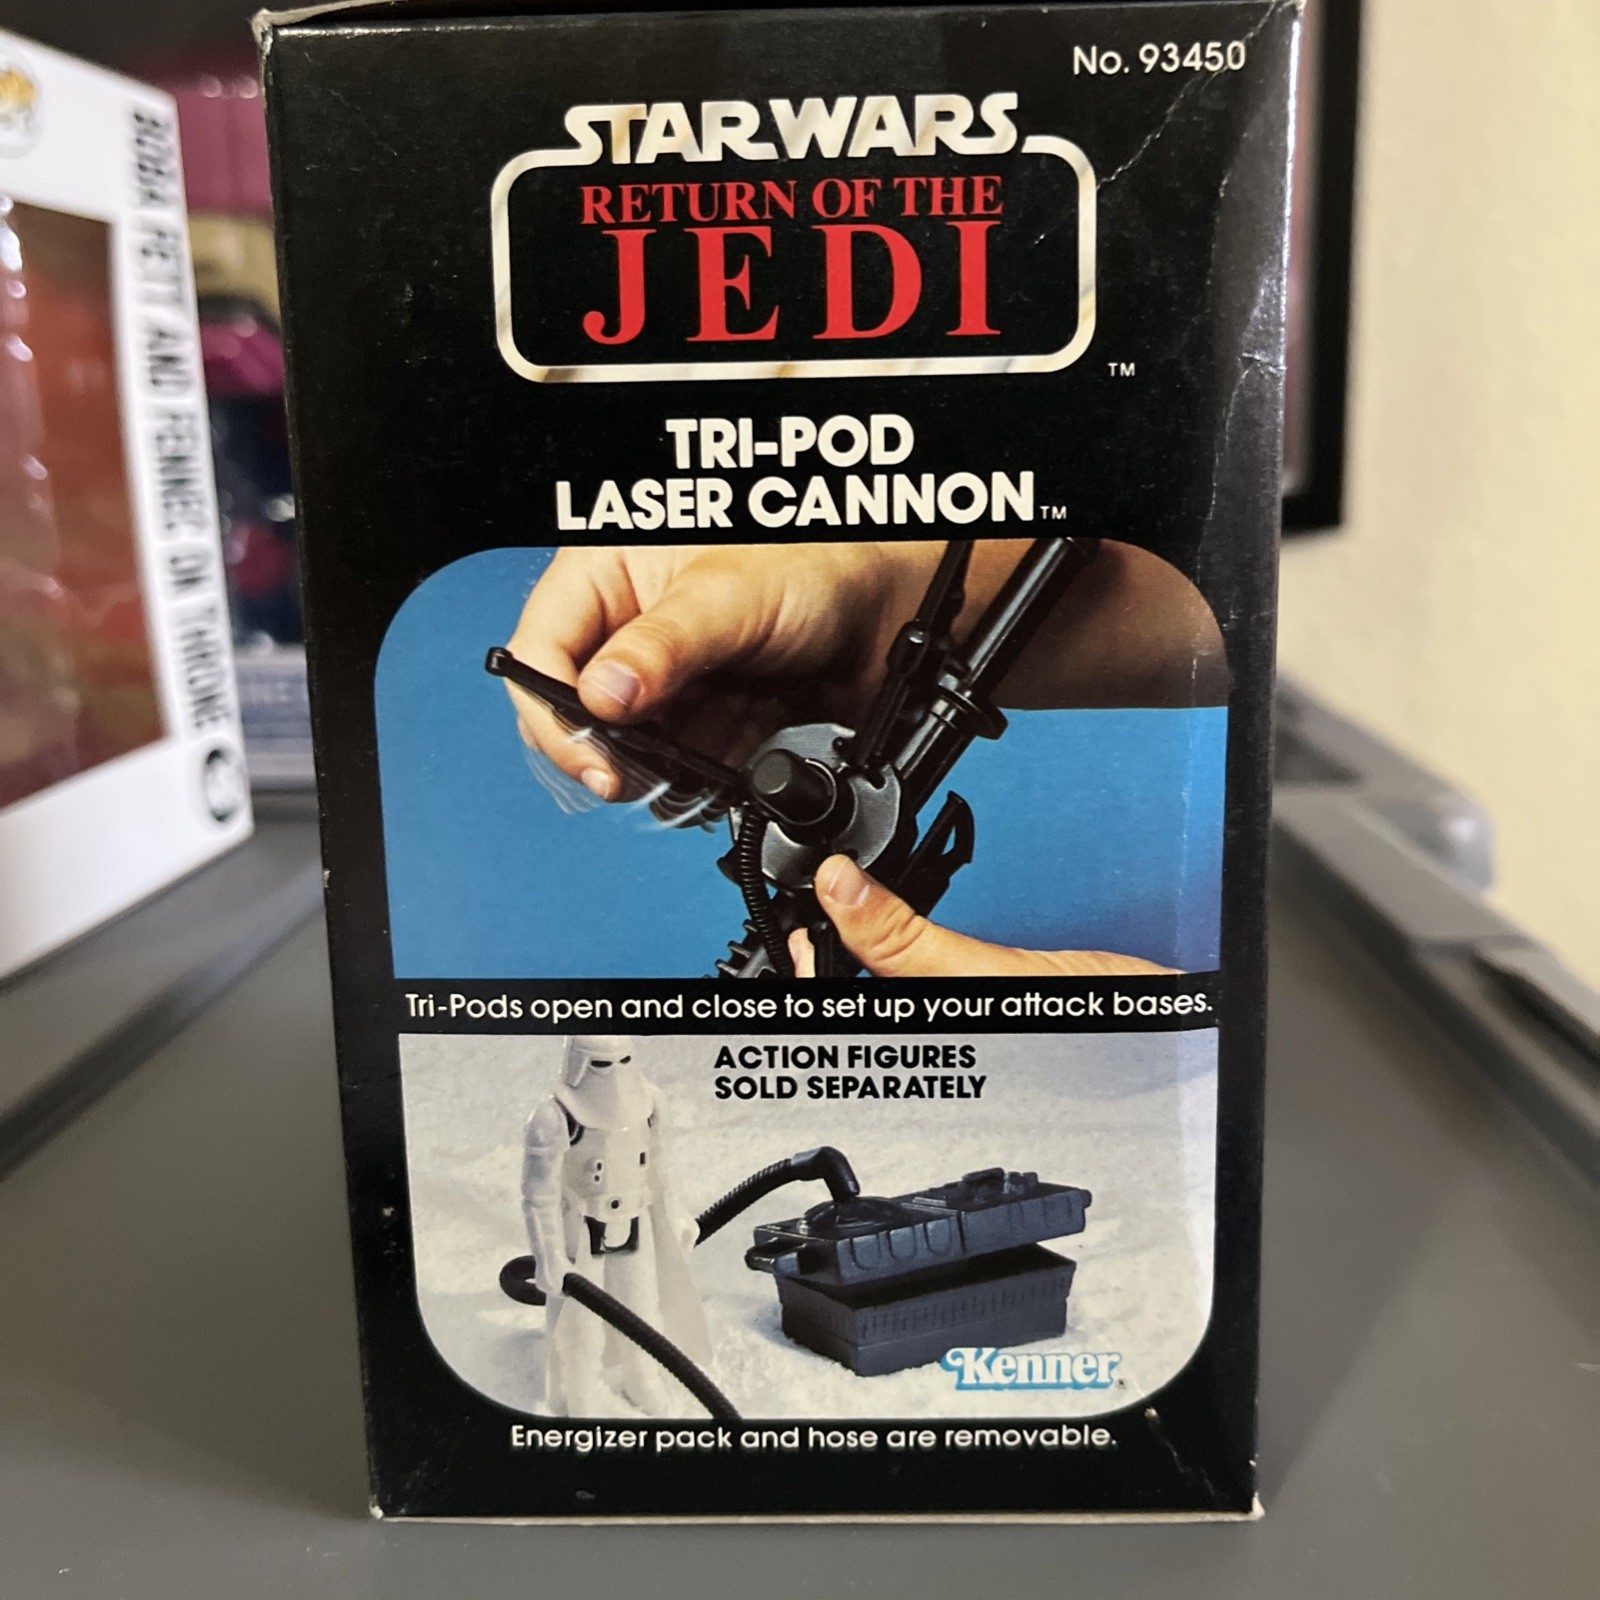 No. 93450
STAR WARS
RETURN OF THE
JEDI
TM
TRI-POD
LASER CANNON TM
Tri-Pods open and close to set up your attack bases.
ACTION FIGURES
SOLD SEPARATELY
Kenner®
Energizer pack and hose are removable.
BOBA FETT AND FENNEC ON THRONE